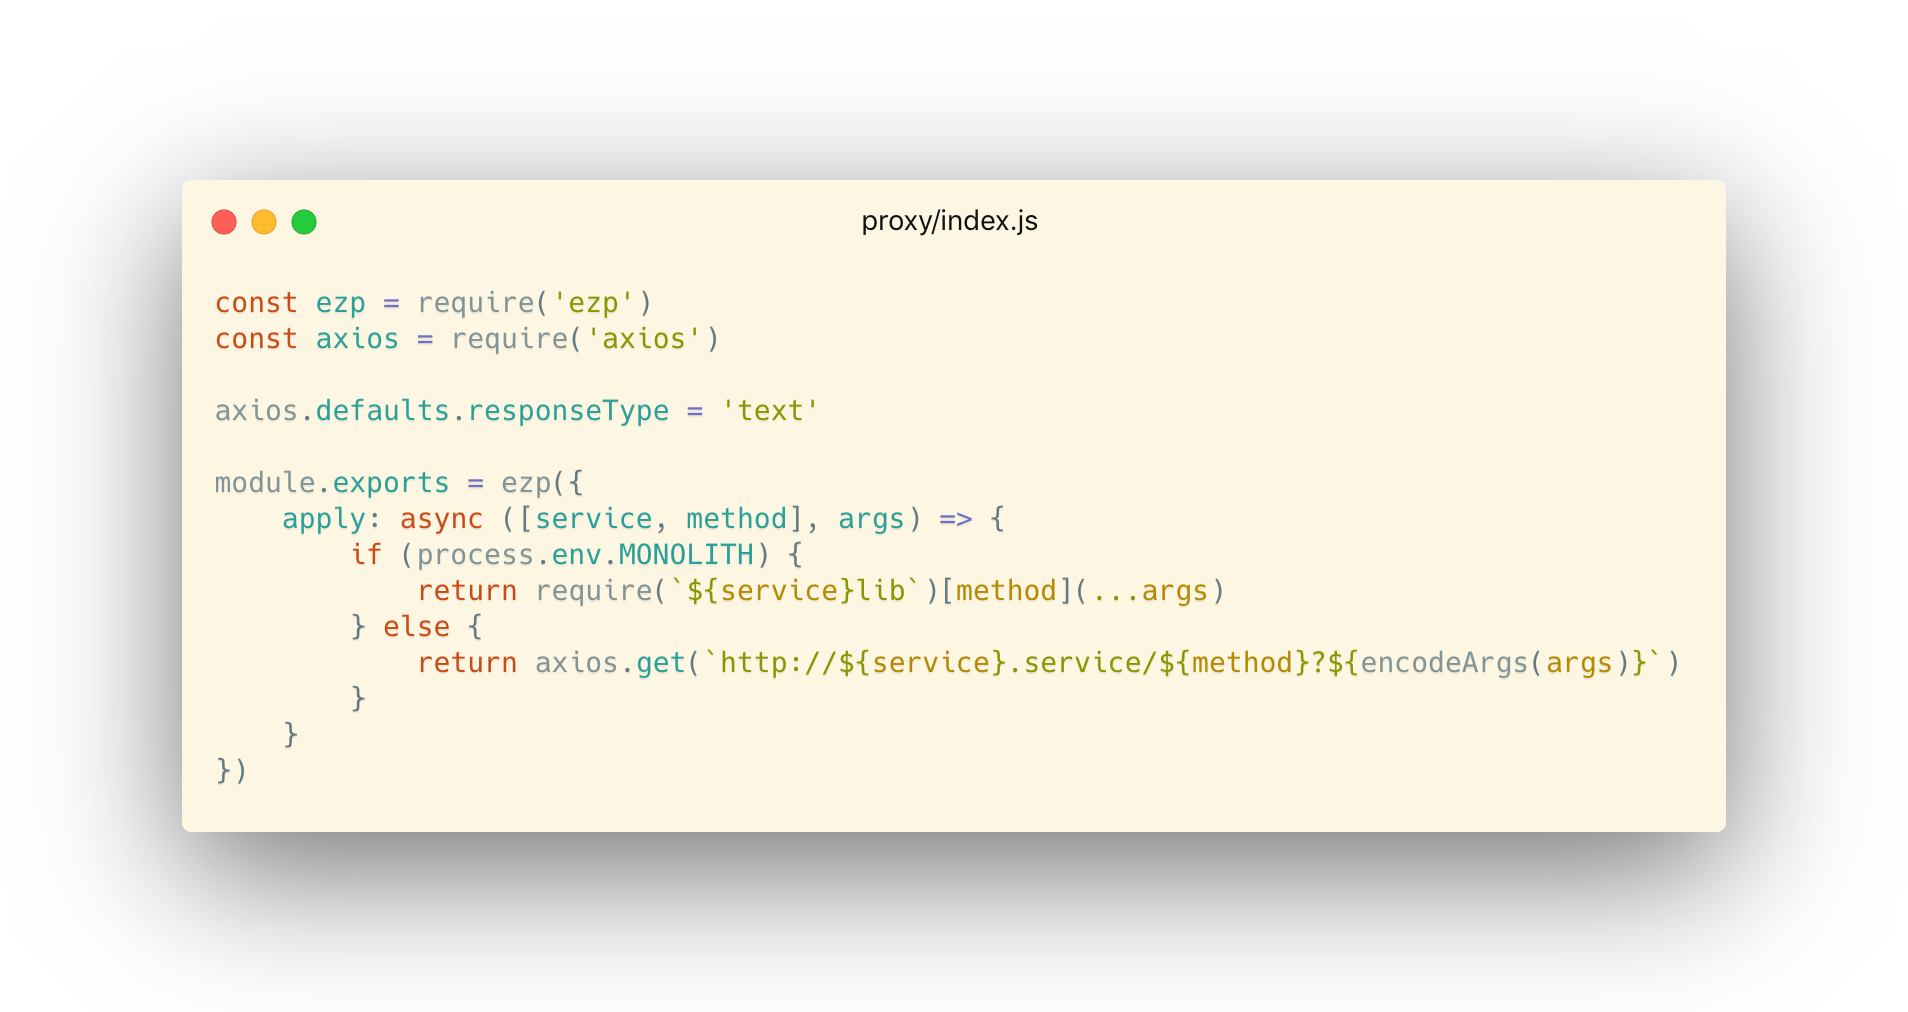 proxy/index.js
const ezp = require('ezp')
const axios = require('axios')
axios.defaults.responseType = 'text'
module.exports = ezp({
    apply: async ([service, method], args) => {
        if (process.env.MONOLITH) {
            return require(`${service}lib`)[method](...args)
        } else {
            return axios.get(`http://${service}.service/${method}?${encodeArgs(args)}`)
        }
    }
})